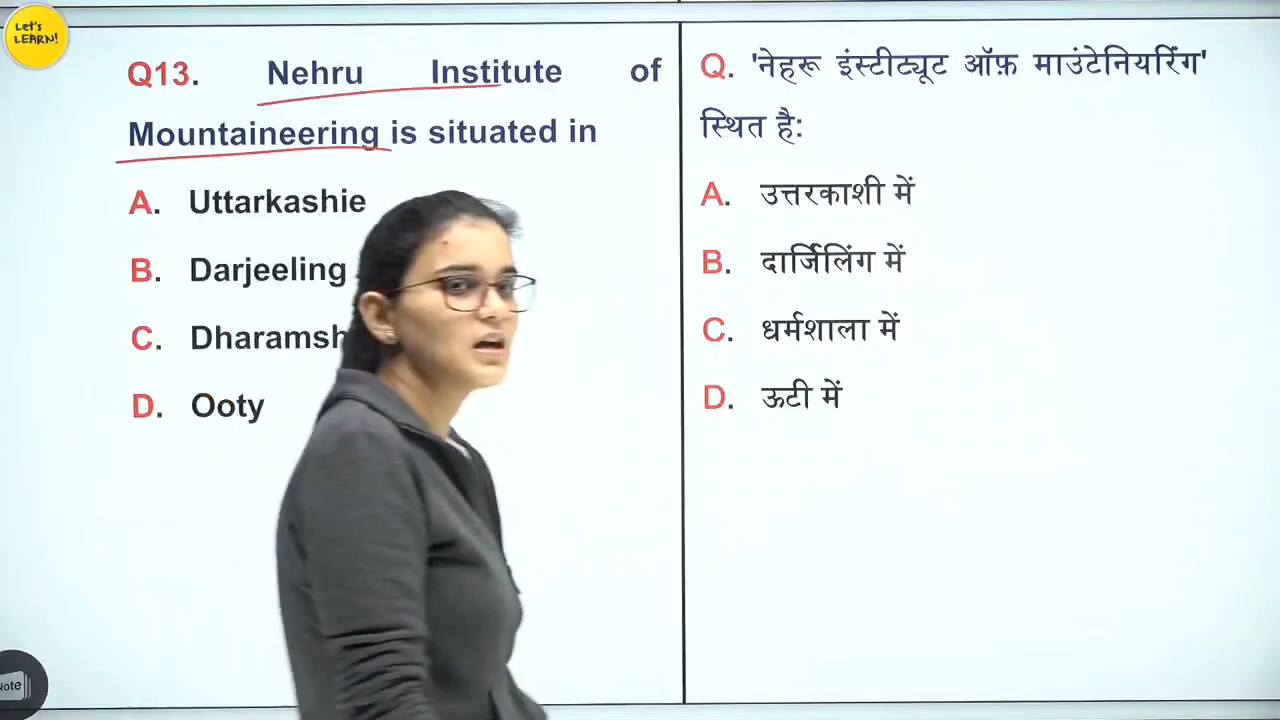 Let's
LEARN!
Q13. Nehru Institute of
Mountaineering is situated in
A. Uttarkashie
B. Darjeeling
C.
D. Ooty
Q. 'नेहरू इंस्टीट्यूट ऑफ़ माउंटेनियरिंग'
स्थित है:
A. उत्तरकाशी में
B. दार्जिलिंग में
C. धर्मशाला में
D. ऊटी में